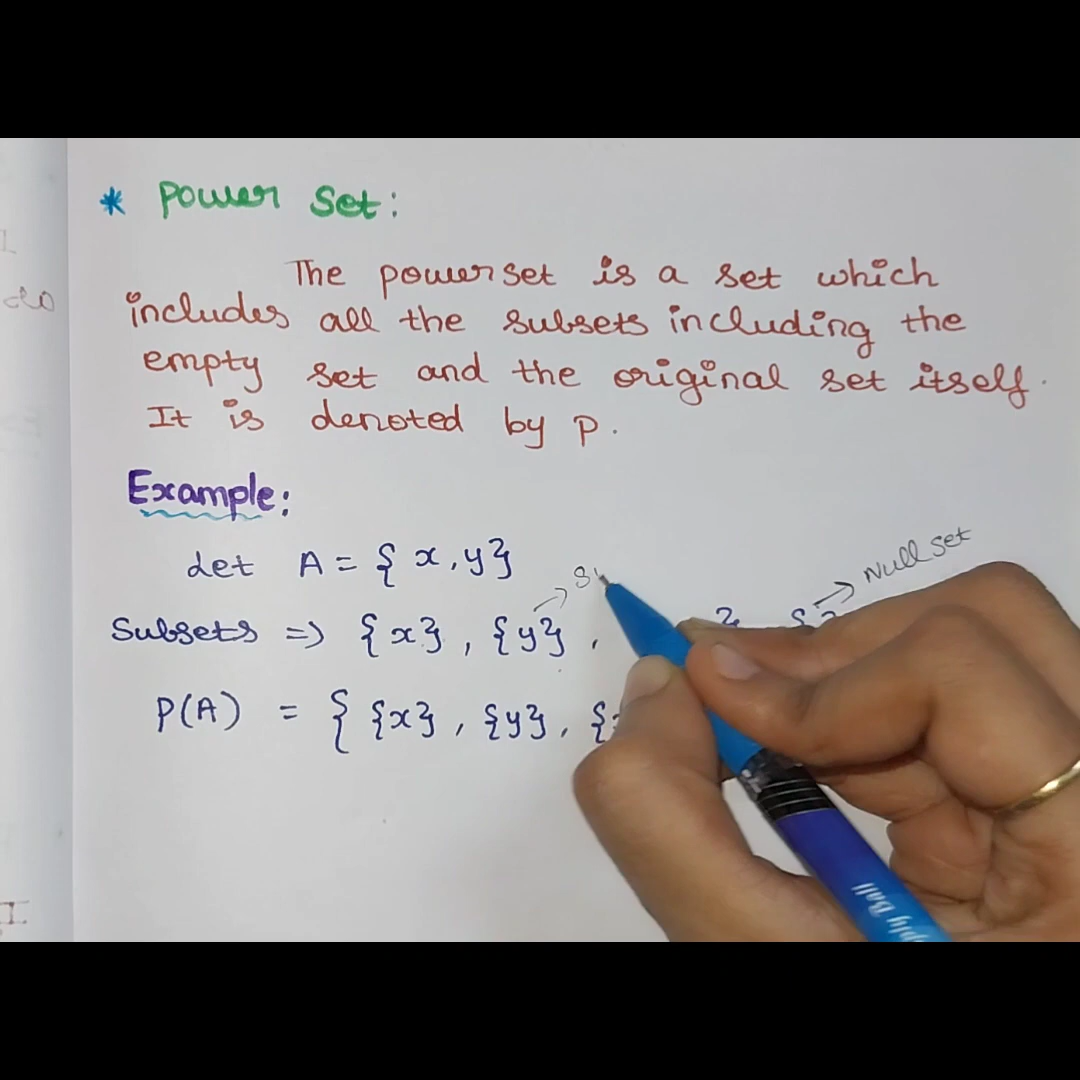 * Power Set:
The powerset is a set which
includes all the subsets including the
empty set and the original set itself.
It is denoted by P.
Example:
Let A = { x, y }
Null set
Subsets => {x}, {y},
P(A) = { {x}, {y}, {